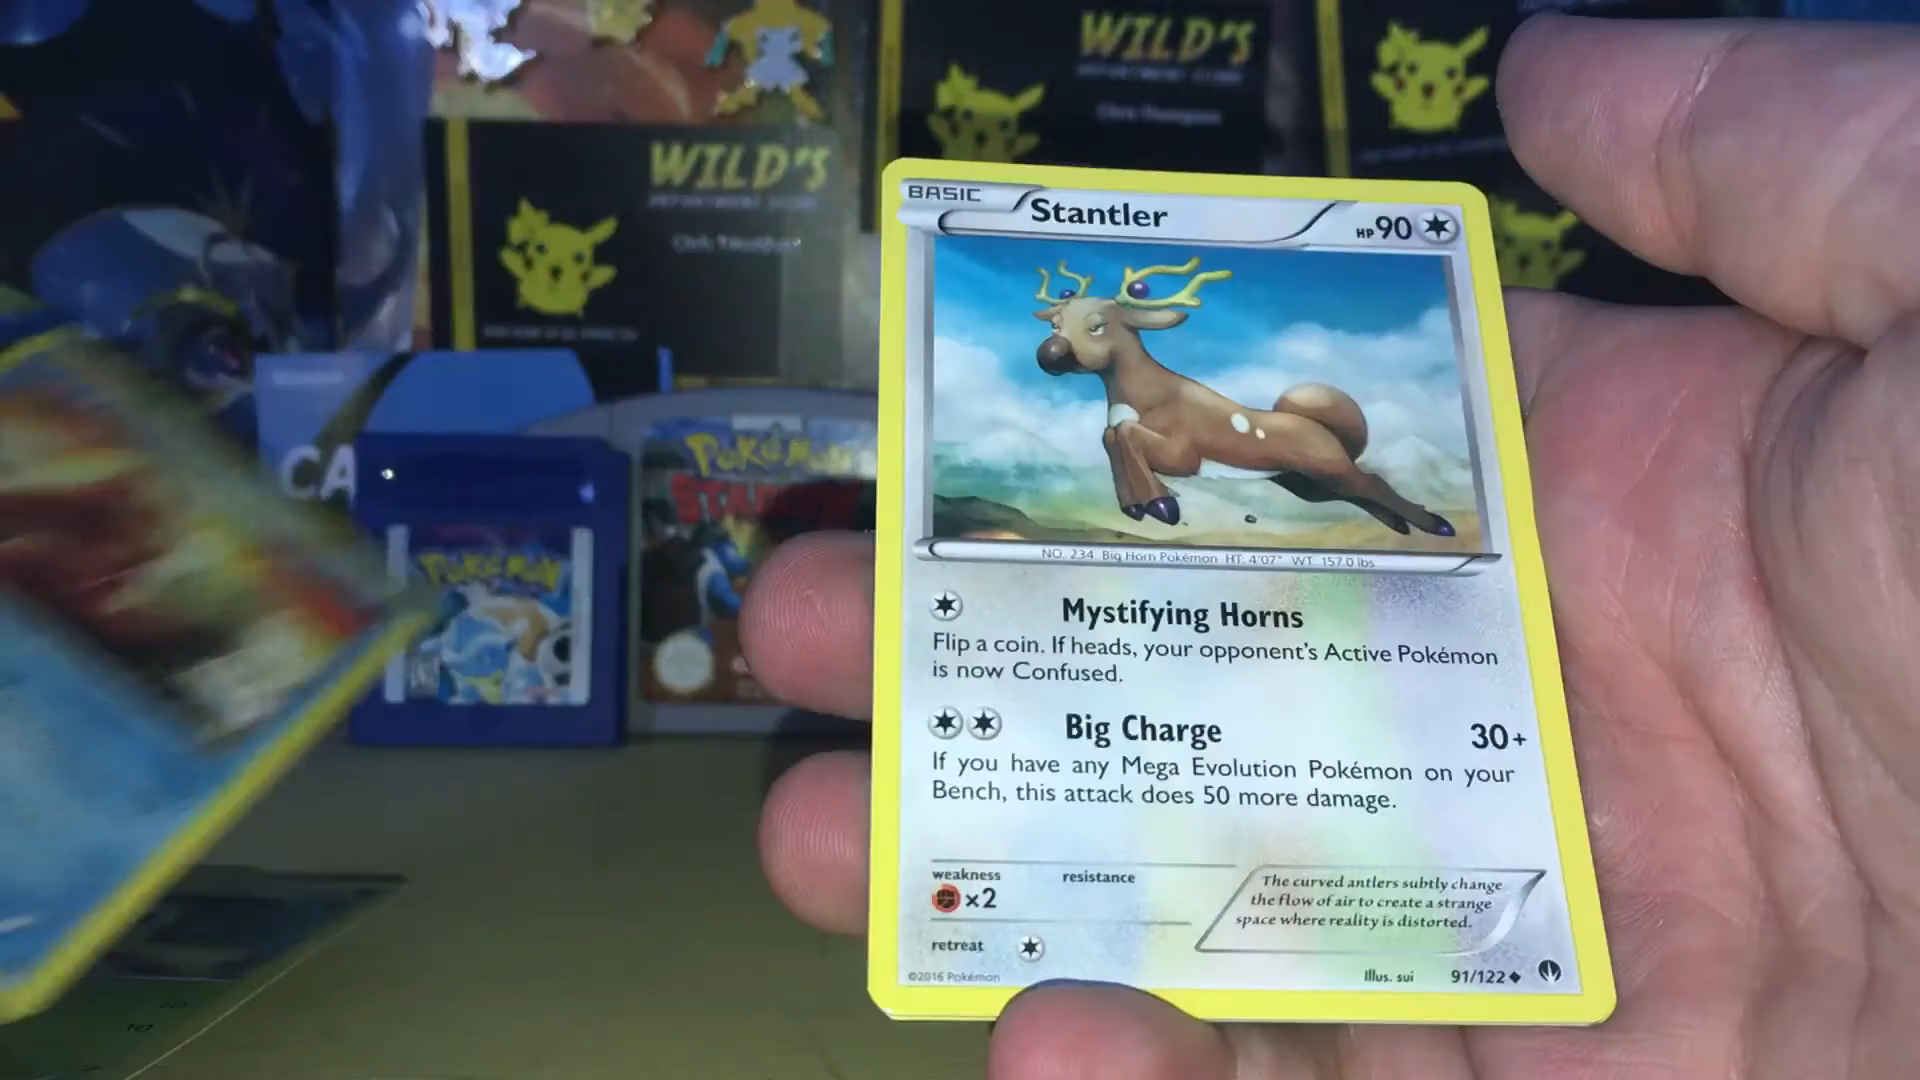 WILD'S
WILD'S
DEPARTMENT STORE
CA
POKéMON
POKéMON
BASIC
Stantler
HP 90
NO. 234 Big Horn Pokémon HT: 4'07" WT: 157.0 lbs
Mystifying Horns
Flip a coin. If heads, your opponent's Active Pokémon
is now Confused.
Big Charge 30+
If you have any Mega Evolution Pokémon on your
Bench, this attack does 50 more damage.
weakness
×2
resistance
The curved antlers subtly change
the flow of air to create a strange
space where reality is distorted.
retreat
©2016 Pokémon
Illus. sui
91/122